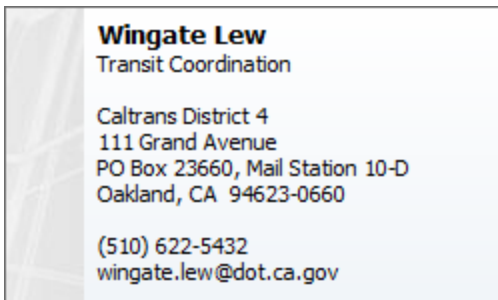 Wingate Lew
Transit Coordination
Caltrans District 4
111 Grand Avenue
PO Box 23660, Mail Station 10-D
Oakland, CA  94623-0660
(510) 622-5432
wingate.lew@dot.ca.gov